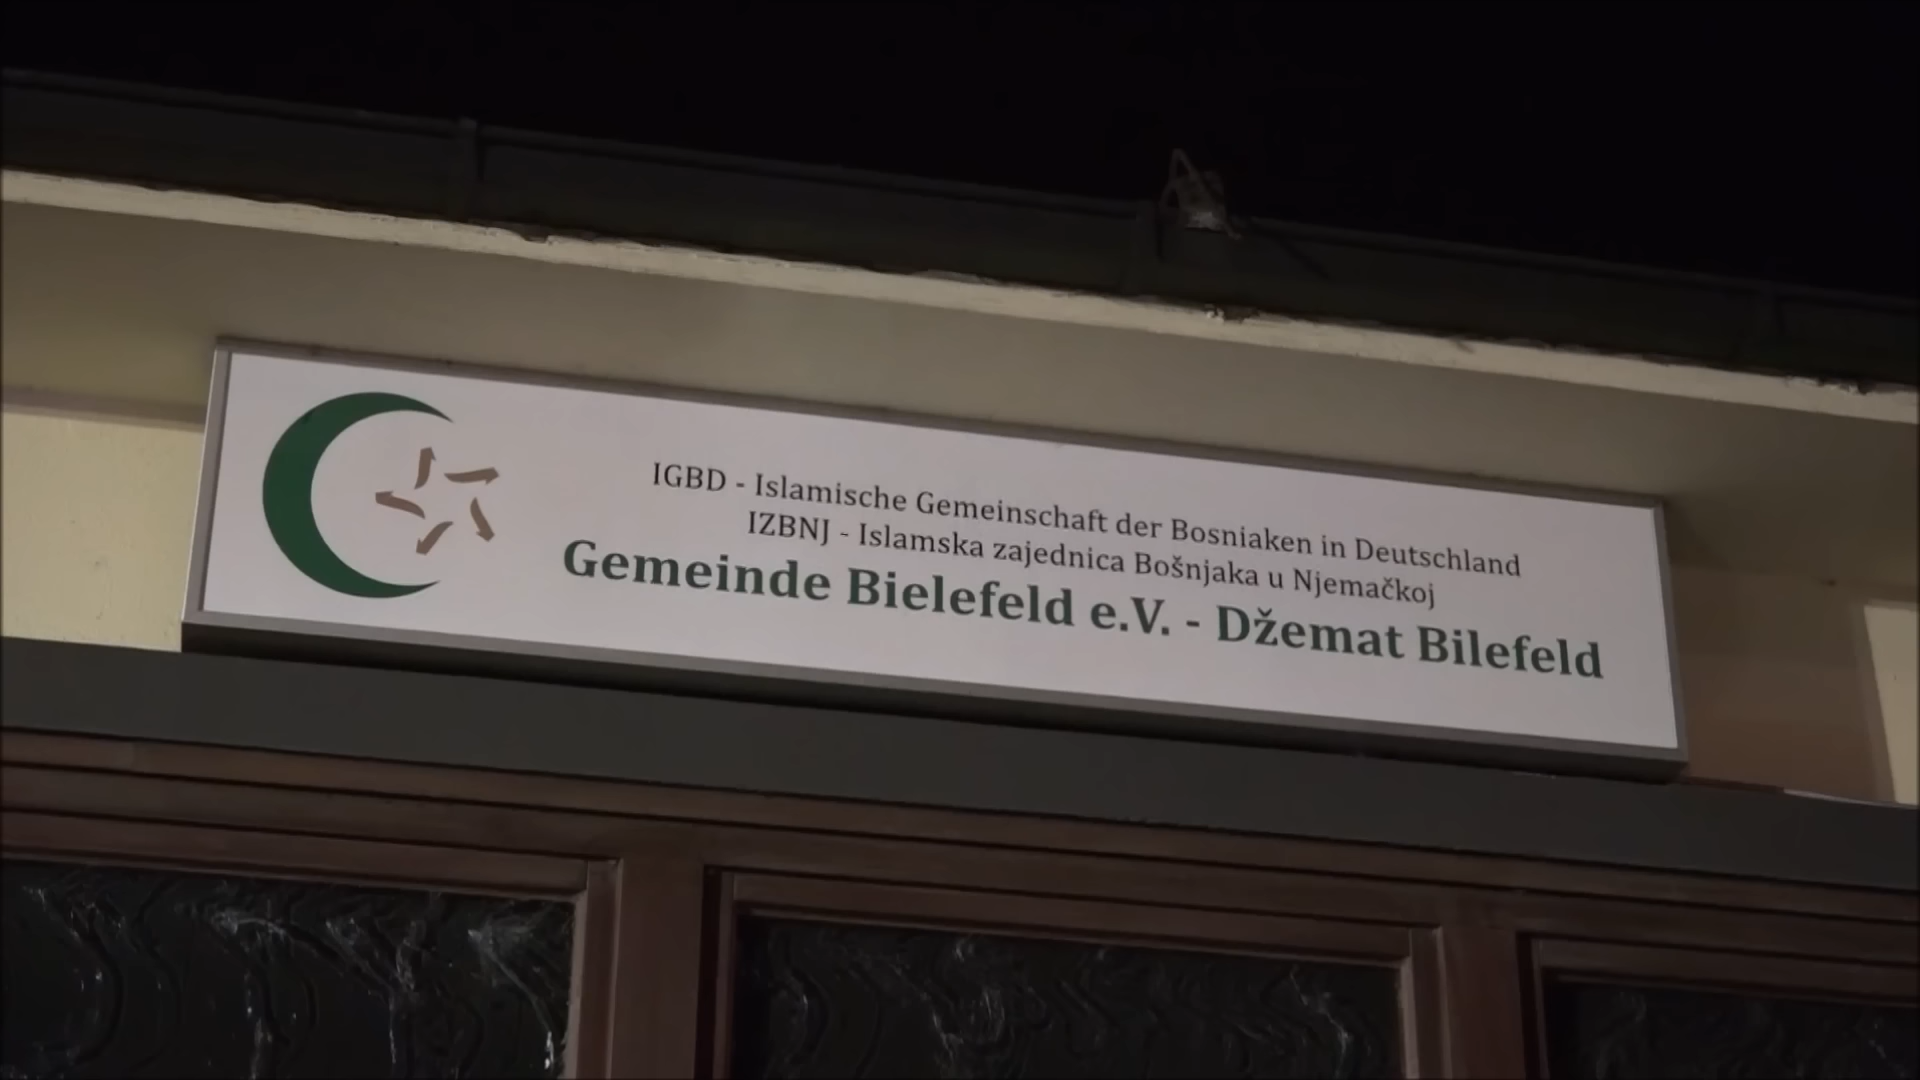 IGBD - Islamische Gemeinschaft der Bosniaken in Deutschland
IZBNJ - Islamska zajednica Bošnjaka u Njemačkoj
Gemeinde Bielefeld e.V. - Džemat Bilefeld